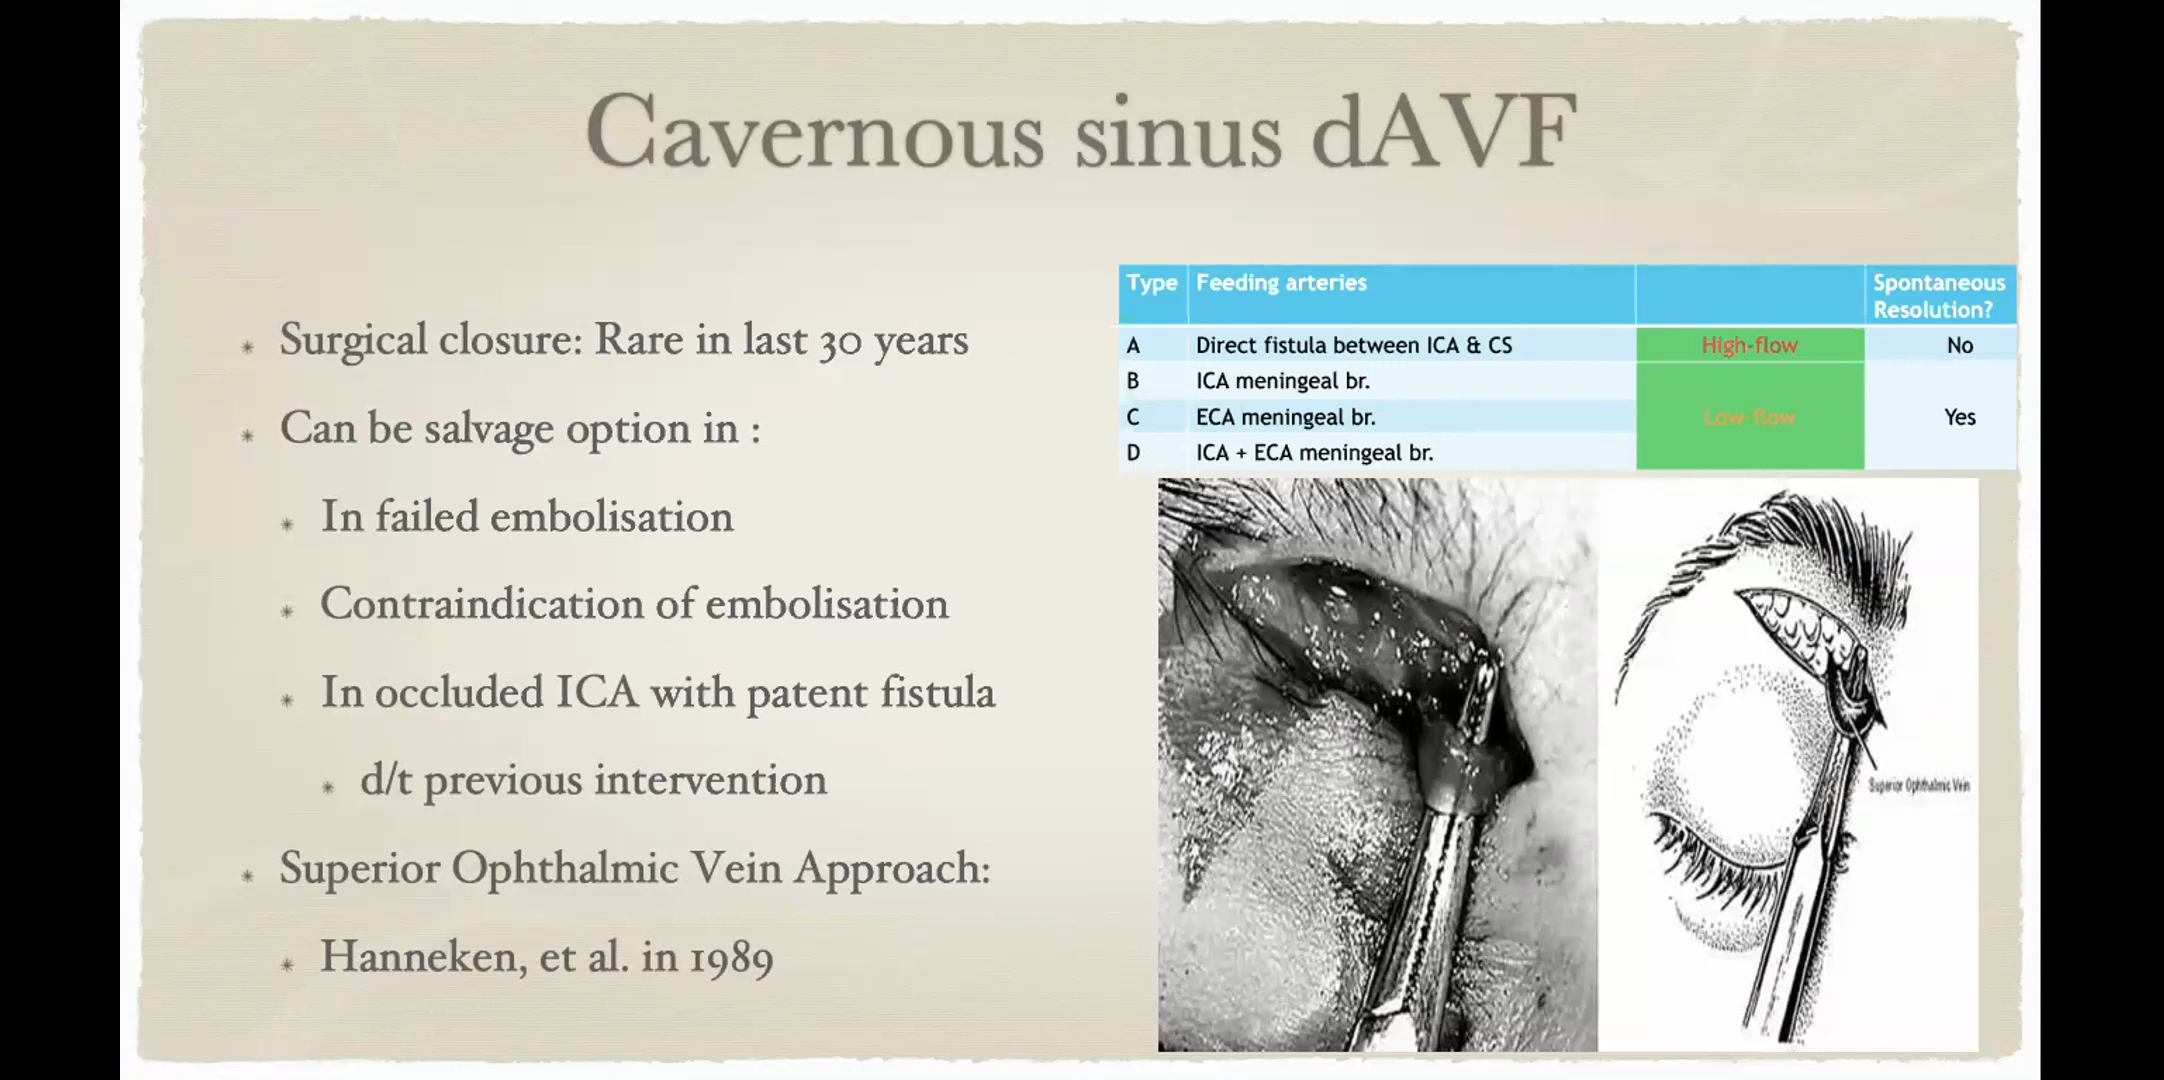 Cavernous sinus dAVF
Surgical closure: Rare in last 30 years
Can be salvage option in :
In failed embolisation
Contraindication of embolisation
In occluded ICA with patent fistula
d/t previous intervention
Superior Ophthalmic Vein Approach:
Hanneken, et al. in 1989
Type Feeding arteries Spontaneous
Resolution?
A Direct fistula between ICA & CS High-flow No
B ICA meningeal br.
C ECA meningeal br. Low-flow Yes
D ICA + ECA meningeal br.
Superior Ophthalmic Vein